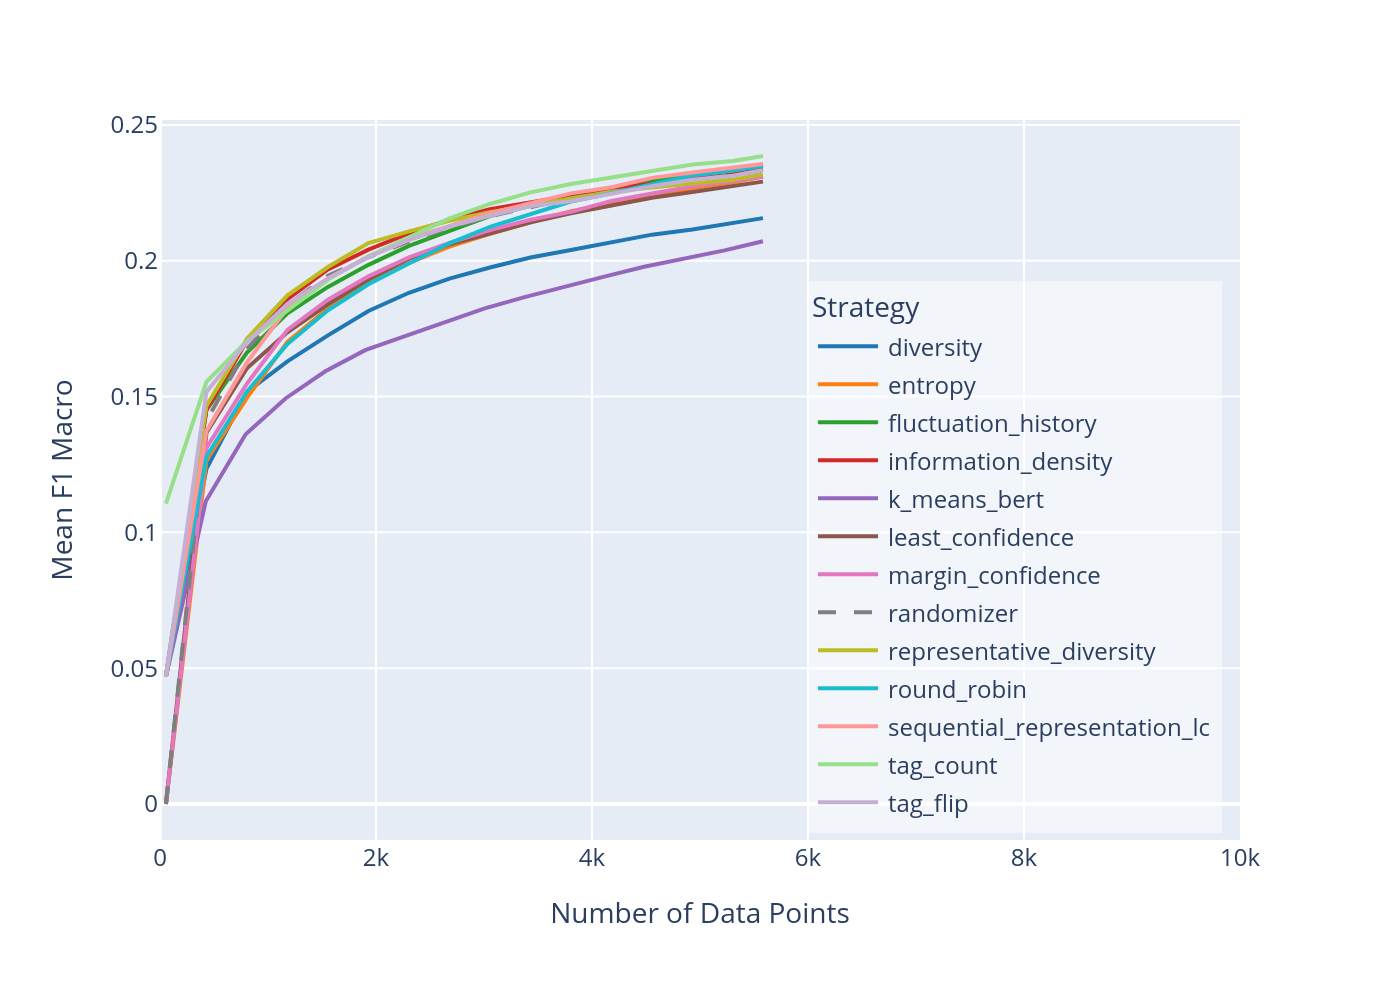 0.25
0.2
0.15
0.1
0.05
0
Mean F1 Macro
Strategy
diversity
entropy
fluctuation_history
information_density
k_means_bert
least_confidence
margin_confidence
randomizer
representative_diversity
round_robin
sequential_representation_lc
tag_count
tag_flip
0 2k 4k 6k 8k 10k
Number of Data Points